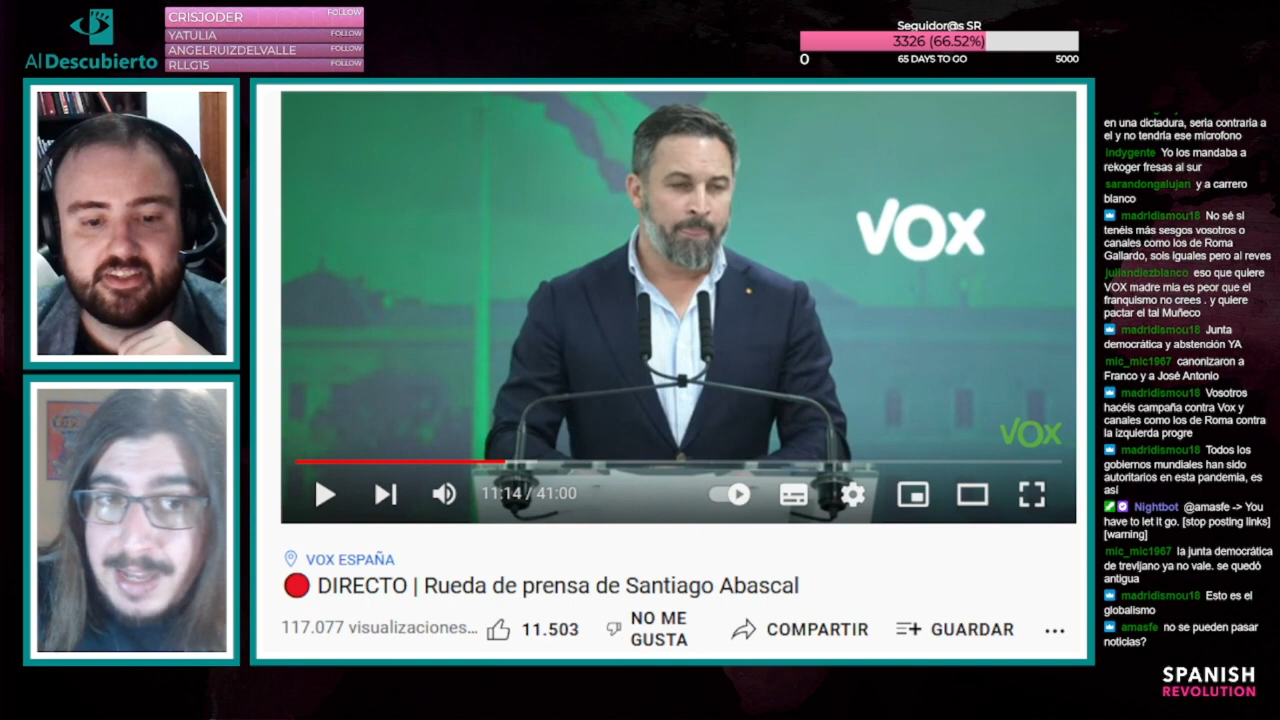 Al Descubierto
CRISJODER FOLLOW
YATULIA FOLLOW
ANGELRUIZDELVALLE FOLLOW
RLLG15 FOLLOW
Seguidor@s SR
3326 (66.52%)
0 65 DAYS TO GO 5000
VOX
VOX
11:14 / 41:00
VOX ESPAÑA
DIRECTO | Rueda de prensa de Santiago Abascal
117.077 visualizaciones...
11.503
NO ME
GUSTA
COMPARTIR
GUARDAR
en una dictadura, seria contraria a
el y no tendria ese microfono
indygente Yo los mandaba a
rekoger fresas al sur
sarandongalujan y a carrero
blanco
madridismou18 No sé si
tenéis más sesgos vosotros o
canales como los de Roma
Gallardo, sois iguales pero al reves
juliandiezblanco eso que quiere
VOX madre mia es peor que el
franquismo no crees . y quiere
pactar el tal Muñeco
madridismou18 Junta
democrática y abstención YA
mic_mic1967 canonizaron a
Franco y a José Antonio
madridismou18 Vosotros
hacéis campaña contra Vox y
canales como los de Roma contra
la izquierda progre
madridismou18 Todos los
gobiernos mundiales han sido
autoritarios en esta pandemia, es
así
Nightbot @amasfe -> You
have to let it go. [stop posting links]
[warning]
mic_mic1967 la junta democrática
de trevijano ya no vale. se quedó
antigua
madridismou18 Esto es el
globalismo
amasfe no se pueden pasar
noticias?
SPANISH
REVOLUTION